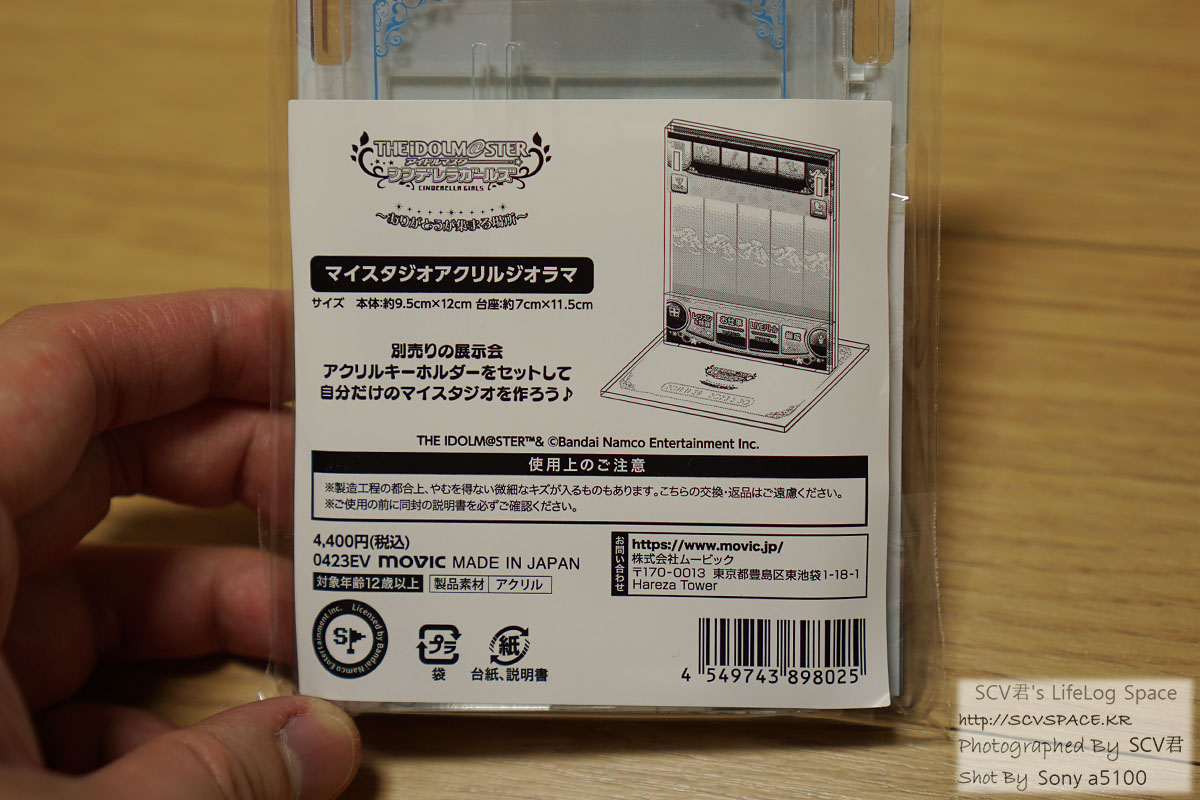 THE IDOLM@STER
アイドルマスター
シンデレラガールズ
CINDERELLA GIRLS
～ありがとうが集まる場所～
マイスタジオアクリルジオラマ
サイズ 本体:約9.5cm×12cm 台座:約7cm×11.5cm
別売りの展示会
アクリルキーホルダーをセットして
自分だけのマイスタジオを作ろう♪
お仕事
LIVEバトル
編成
THE IDOLM@STER™& ©Bandai Namco Entertainment Inc.
使用上のご注意
※製造工程の都合上、やむを得ない微細なキズが入るものもあります。こちらの交換・返品はご遠慮ください。
※ご使用の前に同封の説明書を必ずご確認ください。
4,400円(税込)
0423EV movic MADE IN JAPAN
対象年齢12歳以上 製品素材 アクリル
お問い合わせ
https://www.movic.jp/
株式会社ムービック
〒170-0013 東京都豊島区東池袋1-18-1
Hareza Tower
Licensed by Bandai Namco Entertainment Inc.
プラ
袋
紙
台紙、説明書
4 549743 898025
SCV君's LifeLog Space
http://SCVSPACE.KR
Photographed By SCV君
Shot By Sony a5100